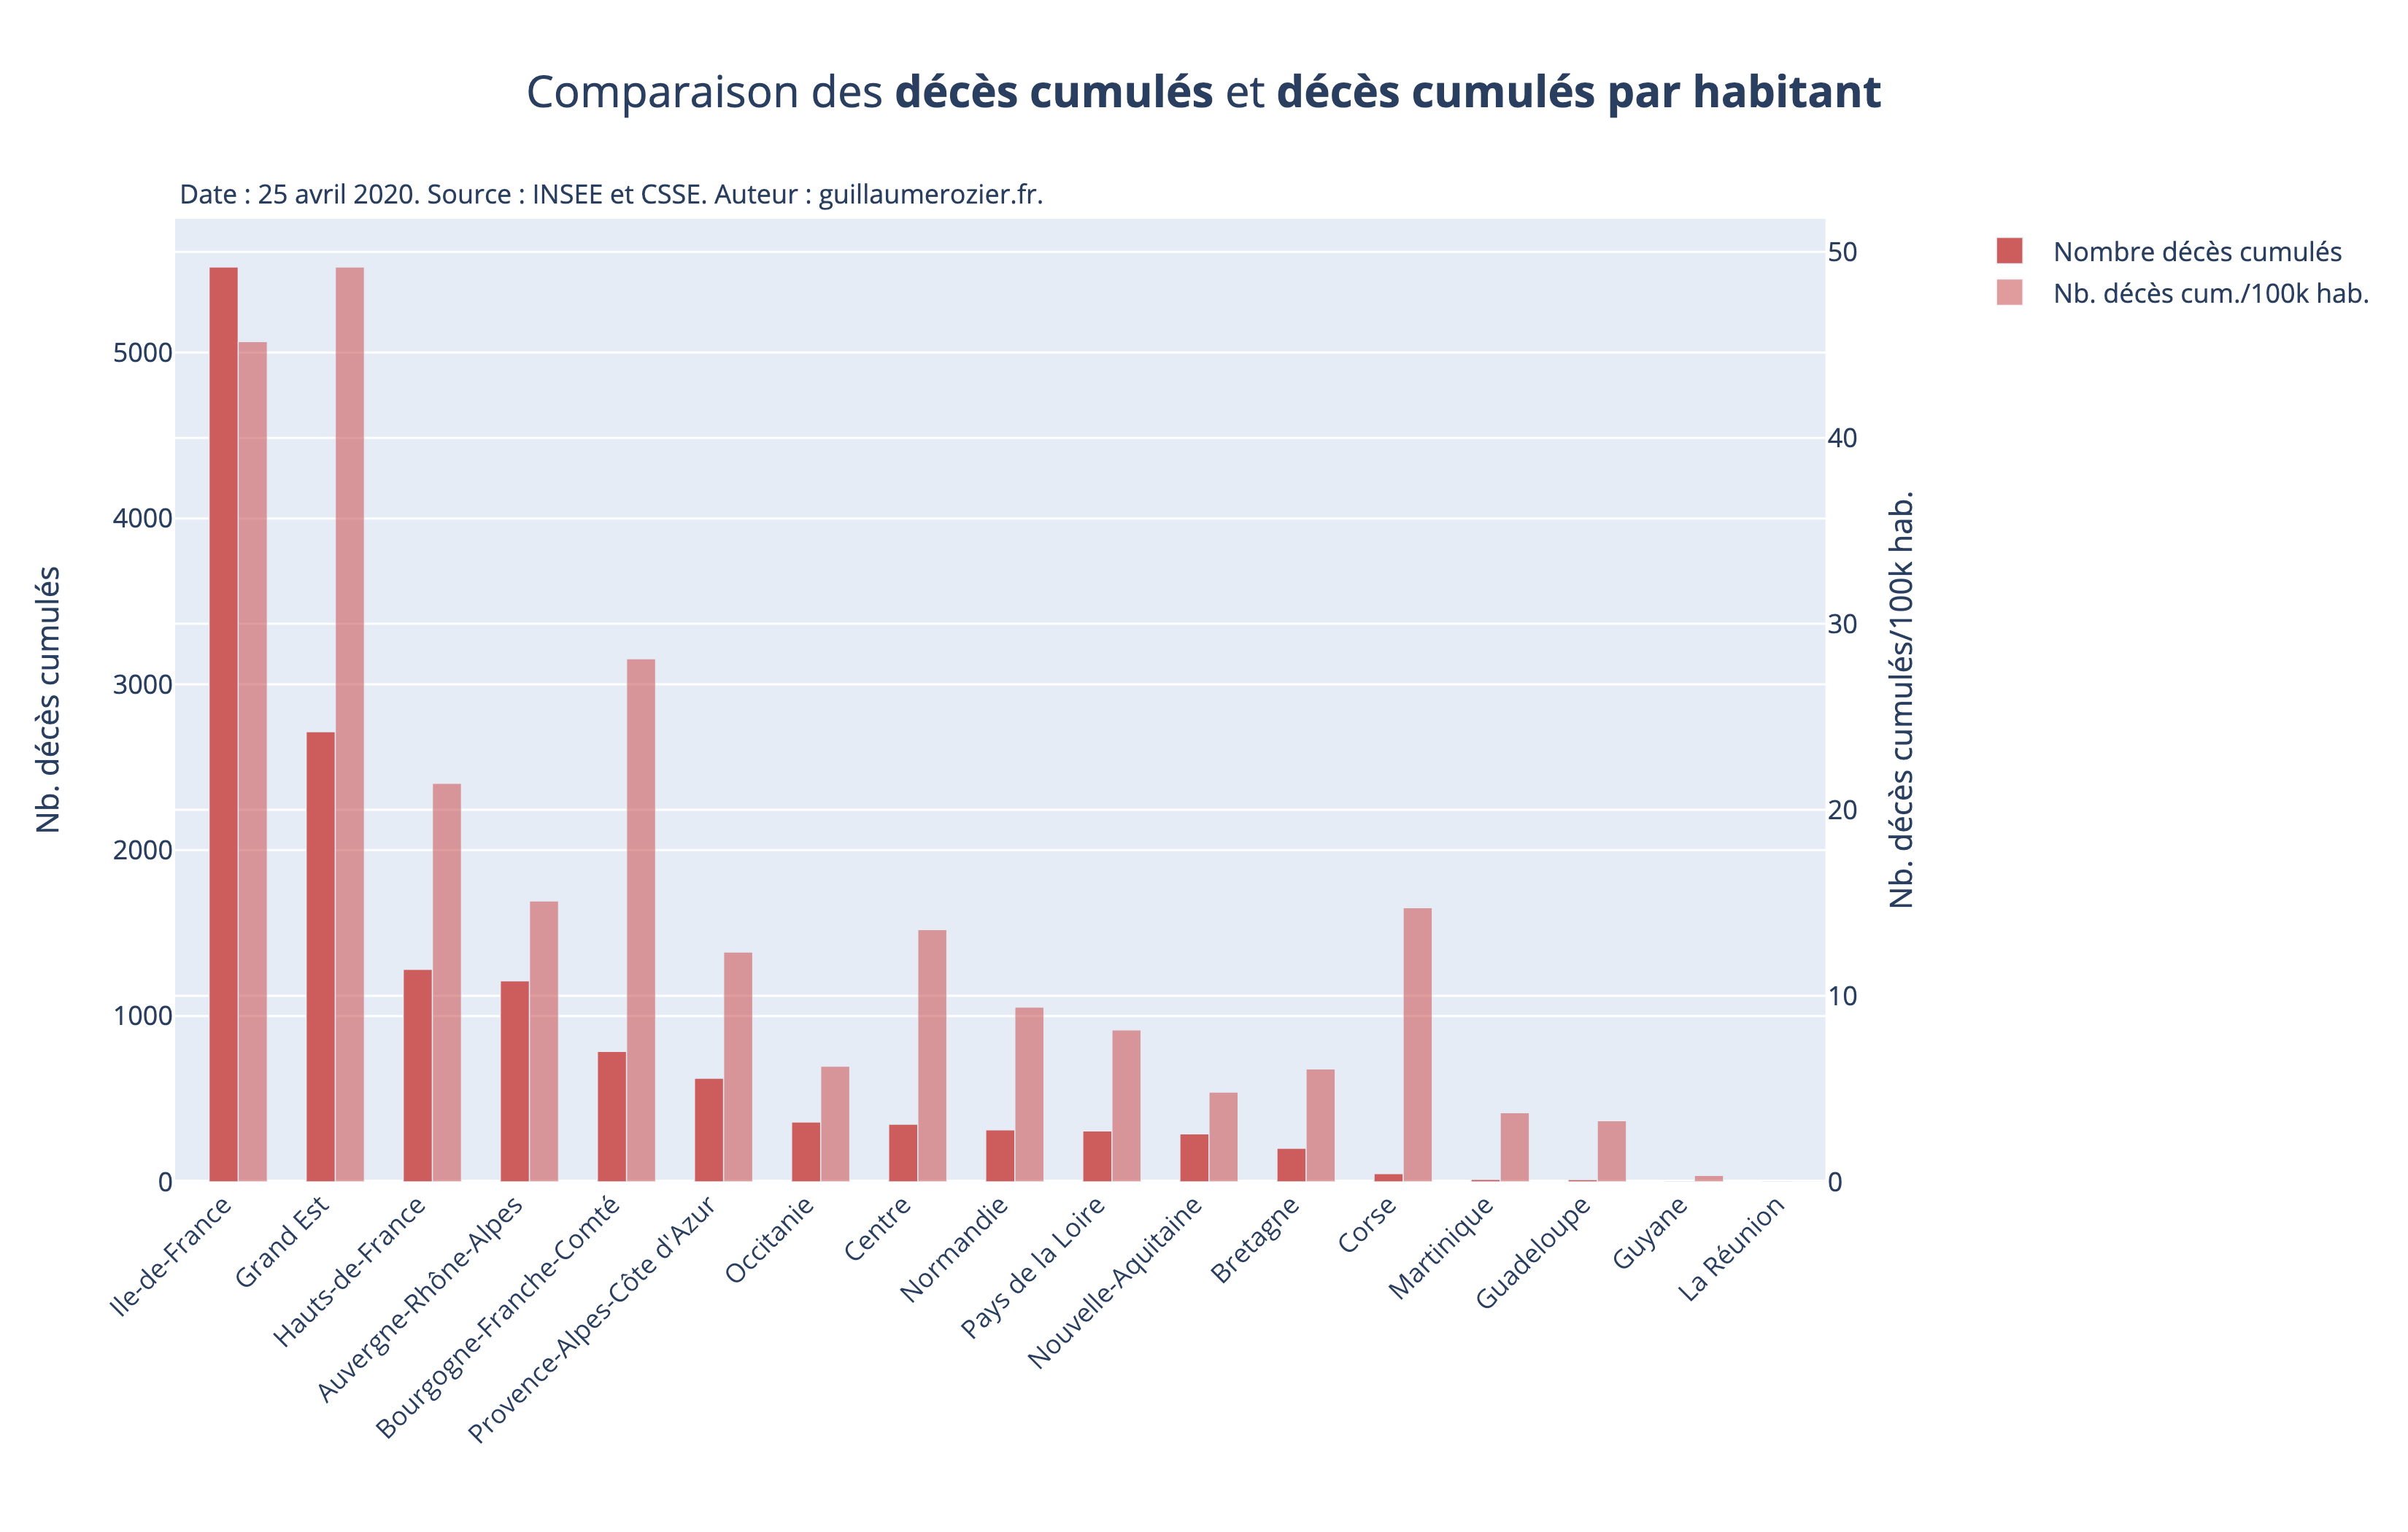 Comparaison des décès cumulés et décès cumulés par habitant
Date : 25 avril 2020. Source : INSEE et CSSE. Auteur : guillaumerozier.fr.
Nombre décès cumulés
Nb. décès cum./100k hab.
Nb. décès cumulés
5000
4000
3000
2000
1000
0
50
40
30
20
10
0
Nb. décès cumulés/100k hab.
Ile-de-France
Grand Est
Hauts-de-France
Auvergne-Rhône-Alpes
Bourgogne-Franche-Comté
Provence-Alpes-Côte d'Azur
Occitanie
Centre
Normandie
Pays de la Loire
Nouvelle-Aquitaine
Bretagne
Corse
Martinique
Guadeloupe
Guyane
La Réunion